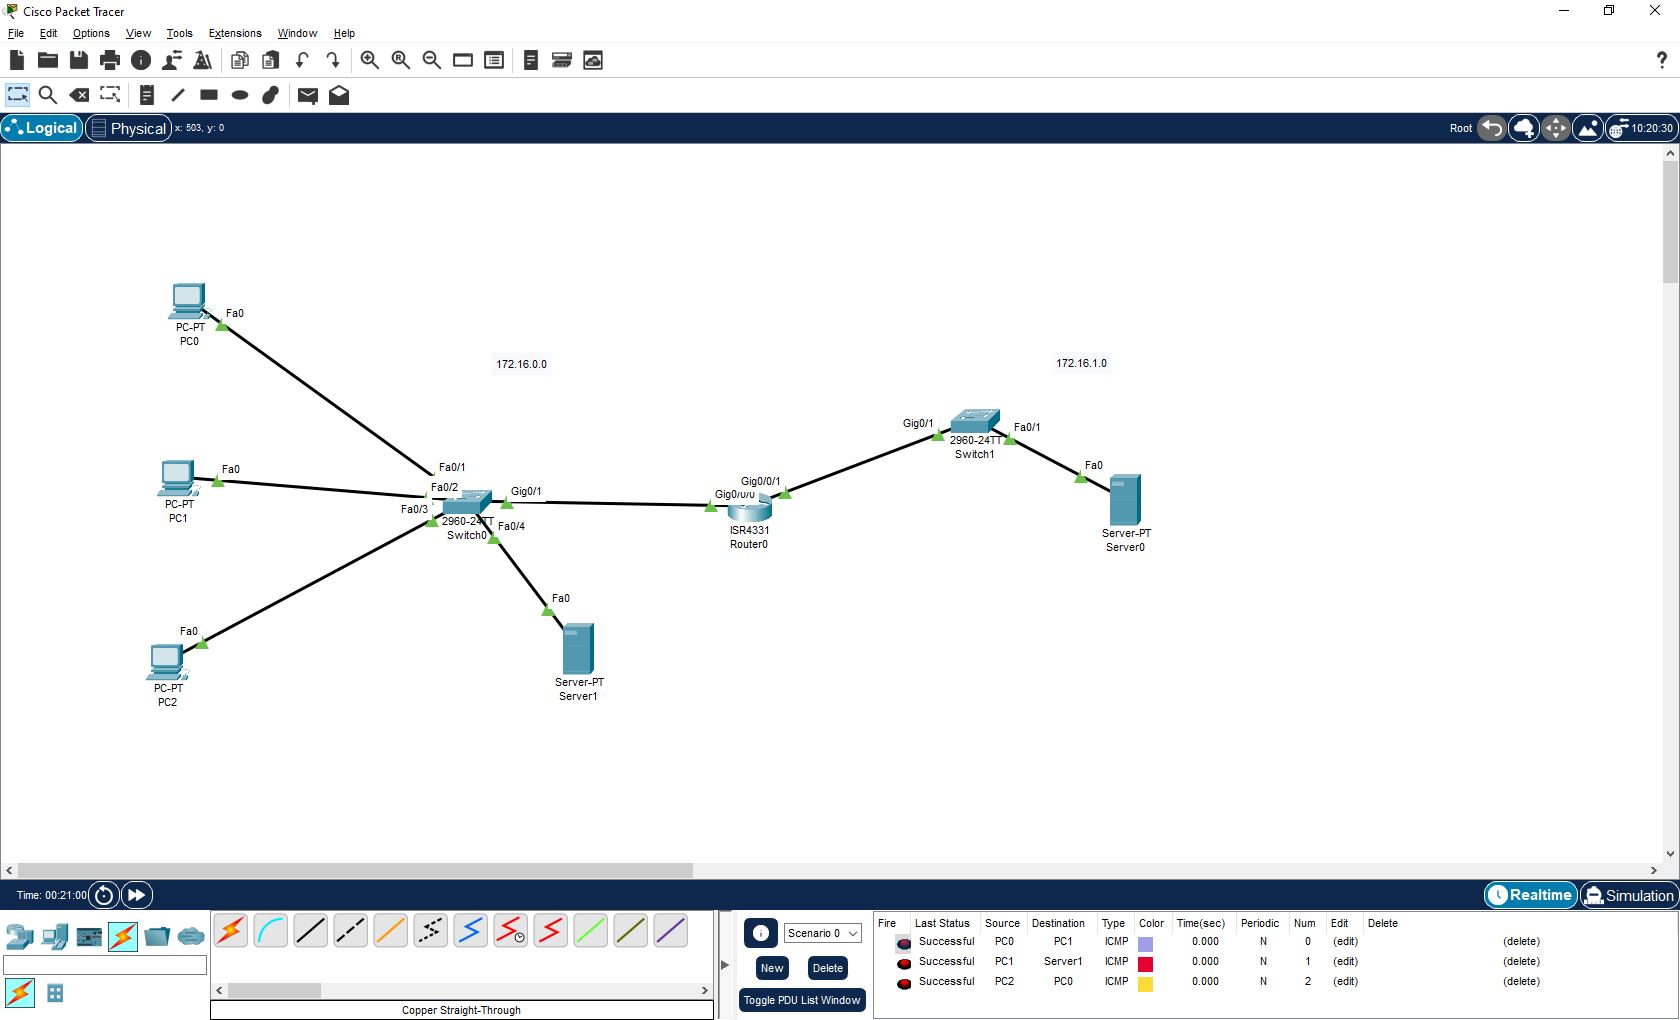 Cisco Packet Tracer
File Edit Options View Tools Extensions Window Help
?
Logical Physical x: 503, y: 0 Root 10:20:30
PC-PT
PC0
Fa0
172.16.0.0
172.16.1.0
Gig0/1
2960-24TT
Switch1
Fa0/1
Fa0
Server-PT
Server0
Fa0
PC-PT
PC1
Fa0/1
Fa0/2
Fa0/3
Gig0/1
2960-24TT
Switch0
Fa0/4
Gig0/0/1
Gig0/0/0
ISR4331
Router0
Fa0
Server-PT
Server1
Fa0
PC-PT
PC2
Time: 00:21:00 Realtime Simulation
Copper Straight-Through
Scenario 0
New Delete
Toggle PDU List Window
Fire Last Status Source Destination Type Color Time(sec) Periodic Num Edit Delete
Successful PC0 PC1 ICMP 0.000 N 0 (edit) (delete)
Successful PC1 Server1 ICMP 0.000 N 1 (edit) (delete)
Successful PC2 PC0 ICMP 0.000 N 2 (edit) (delete)